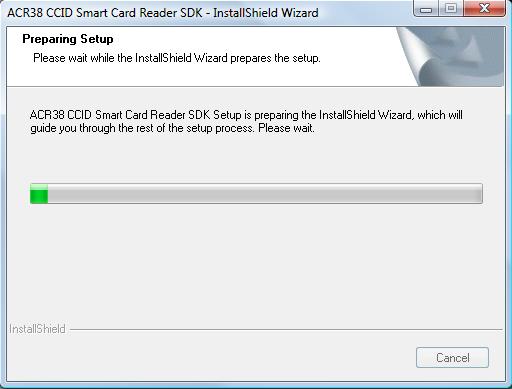 ACR38 CCID Smart Card Reader SDK - InstallShield Wizard
Preparing Setup
Please wait while the InstallShield Wizard prepares the setup.
ACR38 CCID Smart Card Reader SDK Setup is preparing the InstallShield Wizard, which will
guide you through the rest of the setup process. Please wait.
InstallShield
Cancel